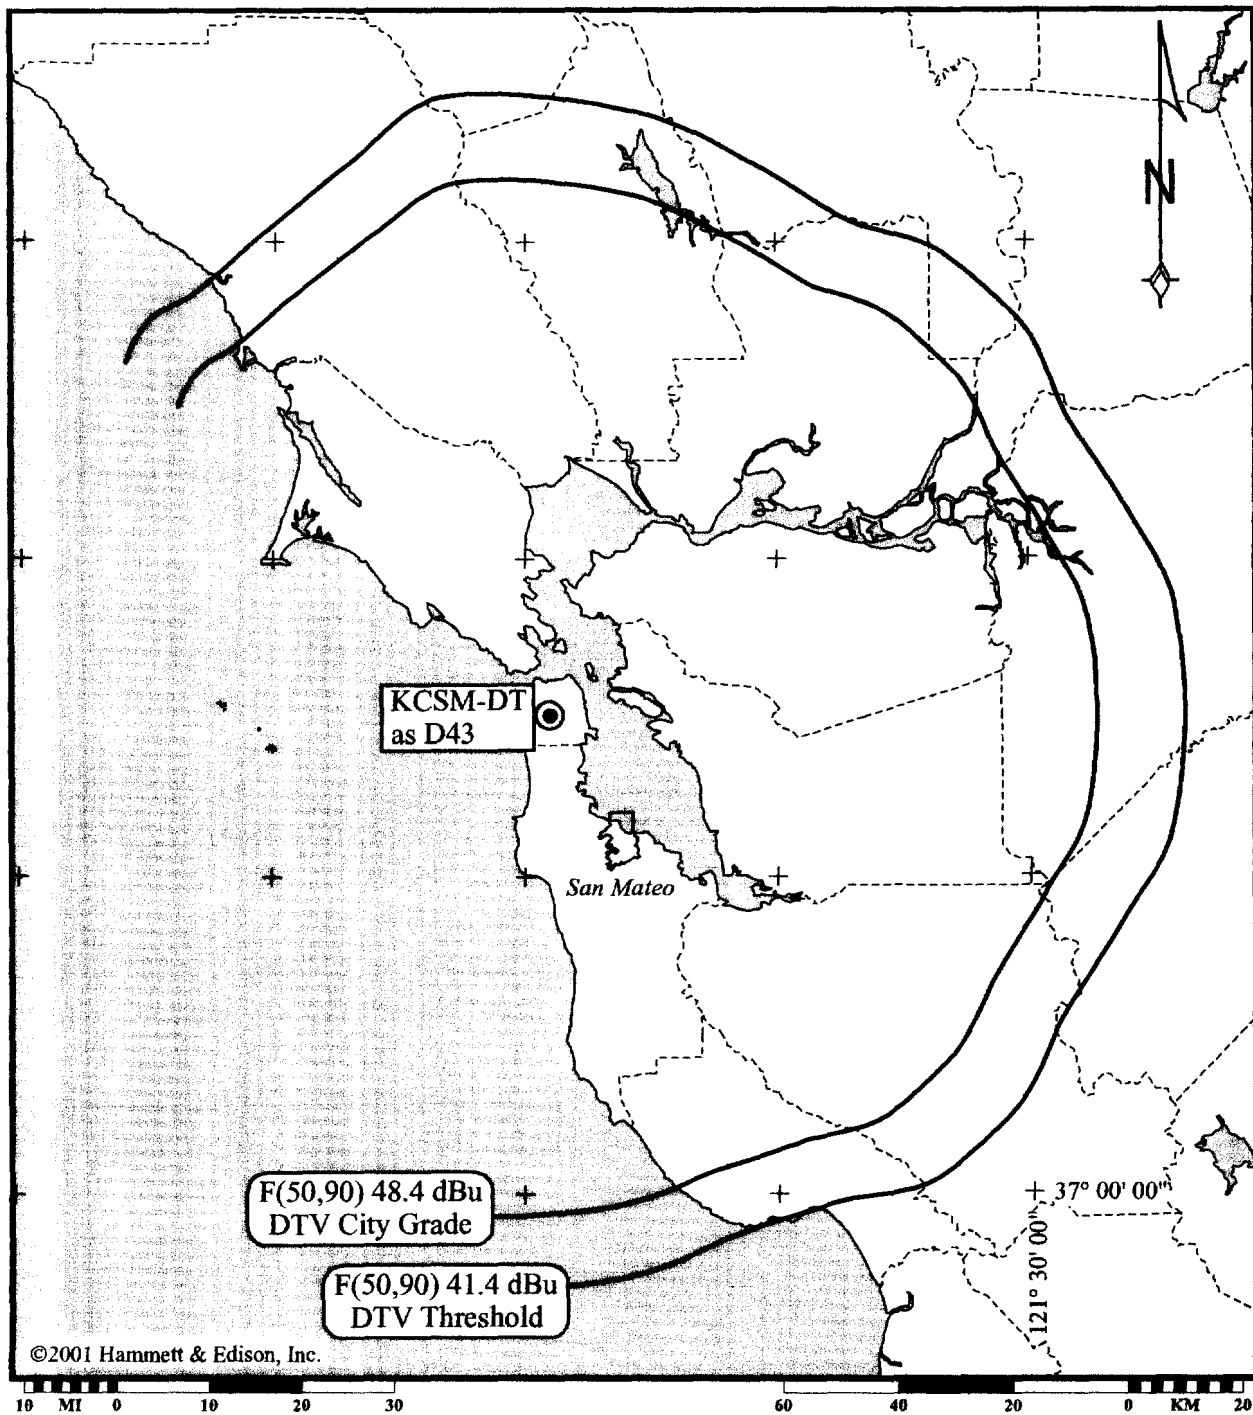 N
KCSM-DT
as D43
San Mateo
F(50,90) 48.4 dBu
DTV City Grade
37° 00' 00"
121° 30' 00"
F(50,90) 41.4 dBu
DTV Threshold
©2001 Hammett & Edison, Inc.
10 MI 0 10 20 30 60 40 20 0 KM 20